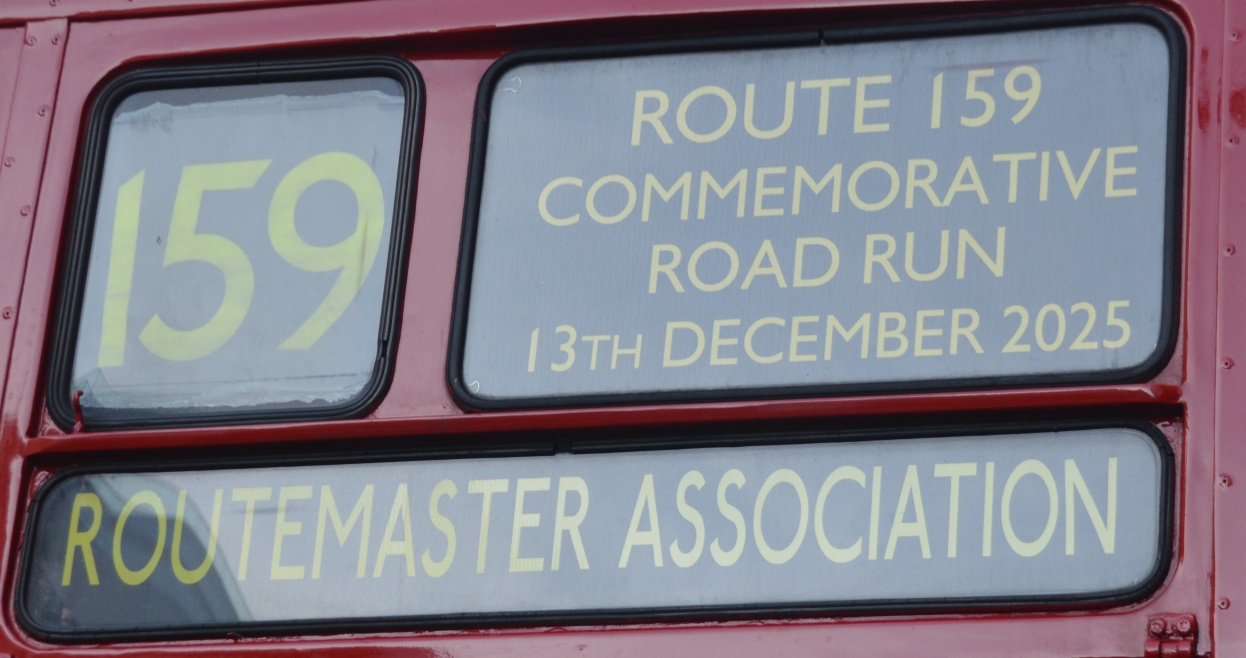 159
ROUTE 159
COMMEMORATIVE
ROAD RUN
13TH DECEMBER 2025
ROUTEMASTER ASSOCIATION